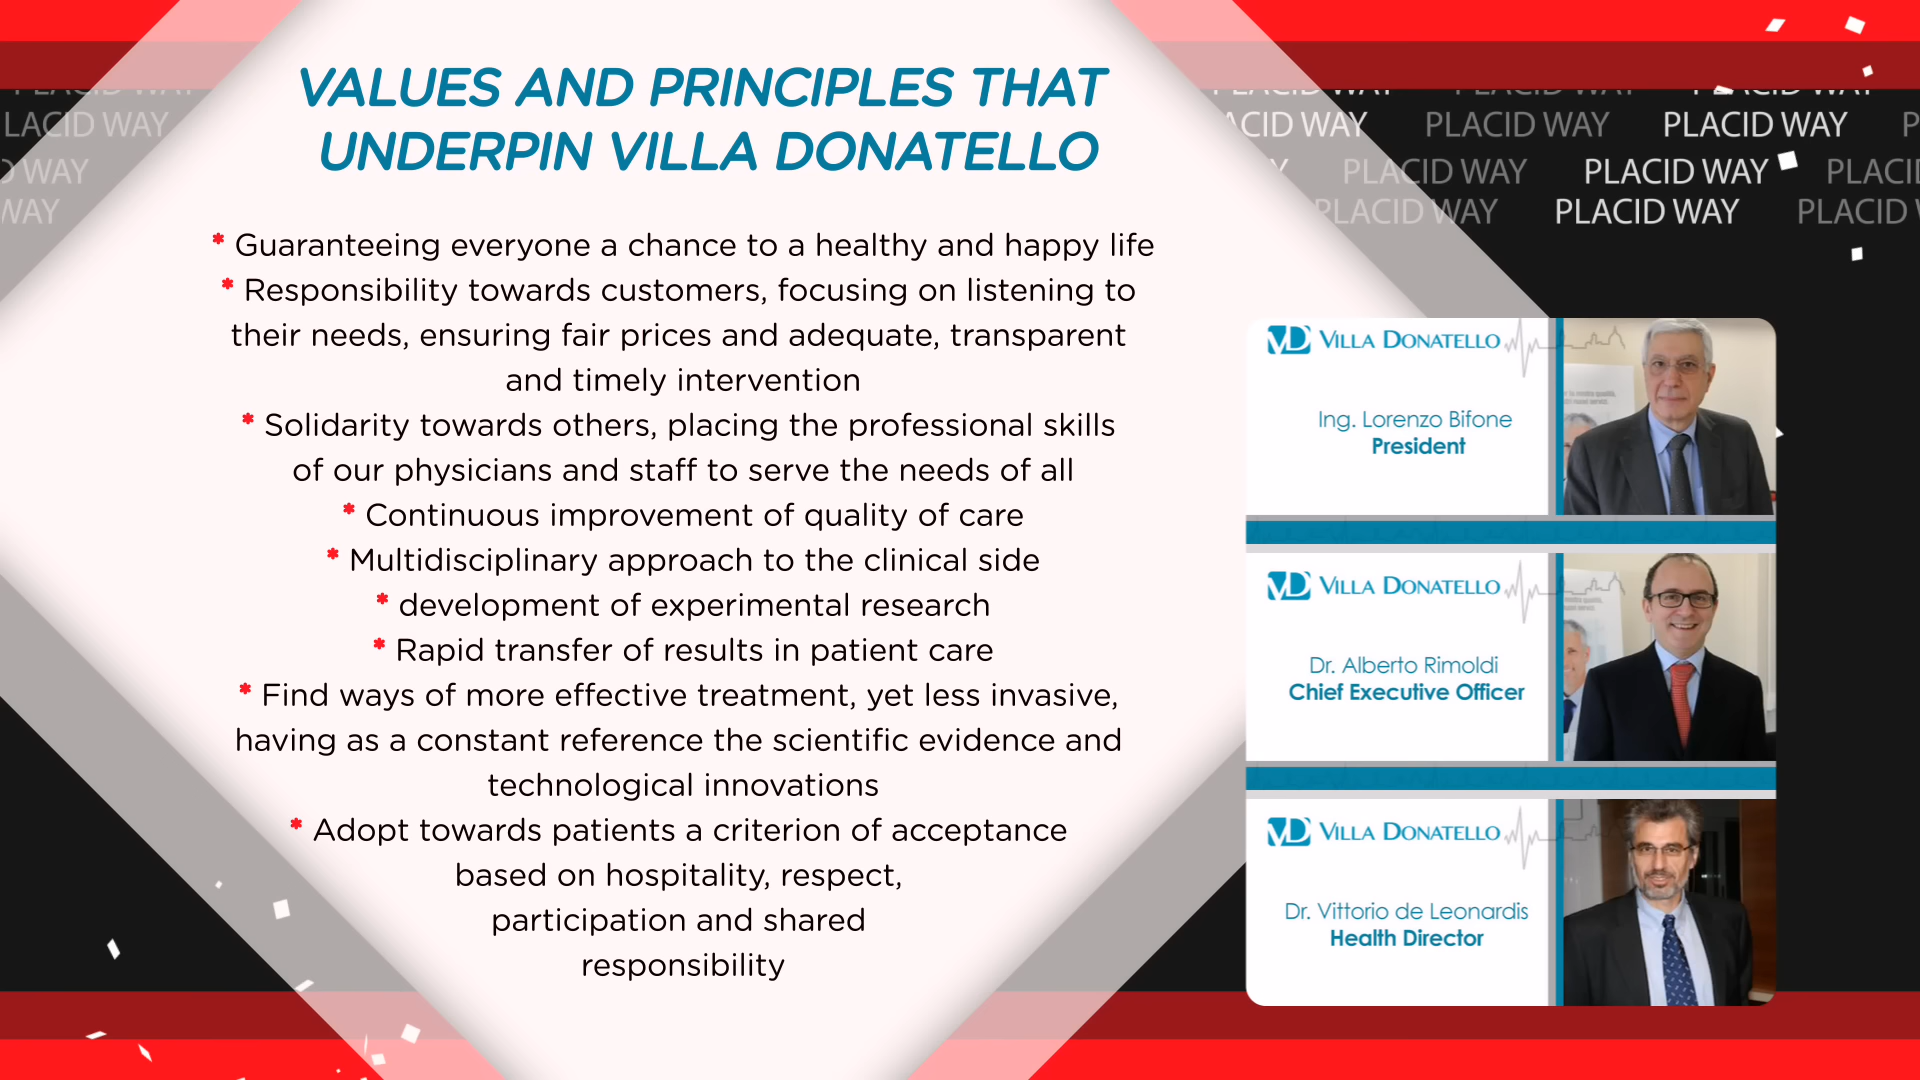 VALUES AND PRINCIPLES THAT
UNDERPIN VILLA DONATELLO
* Guaranteeing everyone a chance to a healthy and happy life
* Responsibility towards customers, focusing on listening to
their needs, ensuring fair prices and adequate, transparent
and timely intervention
* Solidarity towards others, placing the professional skills
of our physicians and staff to serve the needs of all
* Continuous improvement of quality of care
* Multidisciplinary approach to the clinical side
* development of experimental research
* Rapid transfer of results in patient care
* Find ways of more effective treatment, yet less invasive,
having as a constant reference the scientific evidence and
technological innovations
* Adopt towards patients a criterion of acceptance
based on hospitality, respect,
participation and shared
responsibility
LACID WAY
WAY
WAY
ACID WAY PLACID WAY PLACID WAY P
Y PLACID WAY PLACID WAY PLACID
PLACID WAY PLACID WAY PLACID W
VD VILLA DONATELLO
Ing. Lorenzo Bifone
President
VD VILLA DONATELLO
Dr. Alberto Rimoldi
Chief Executive Officer
VD VILLA DONATELLO
Dr. Vittorio de Leonardis
Health Director